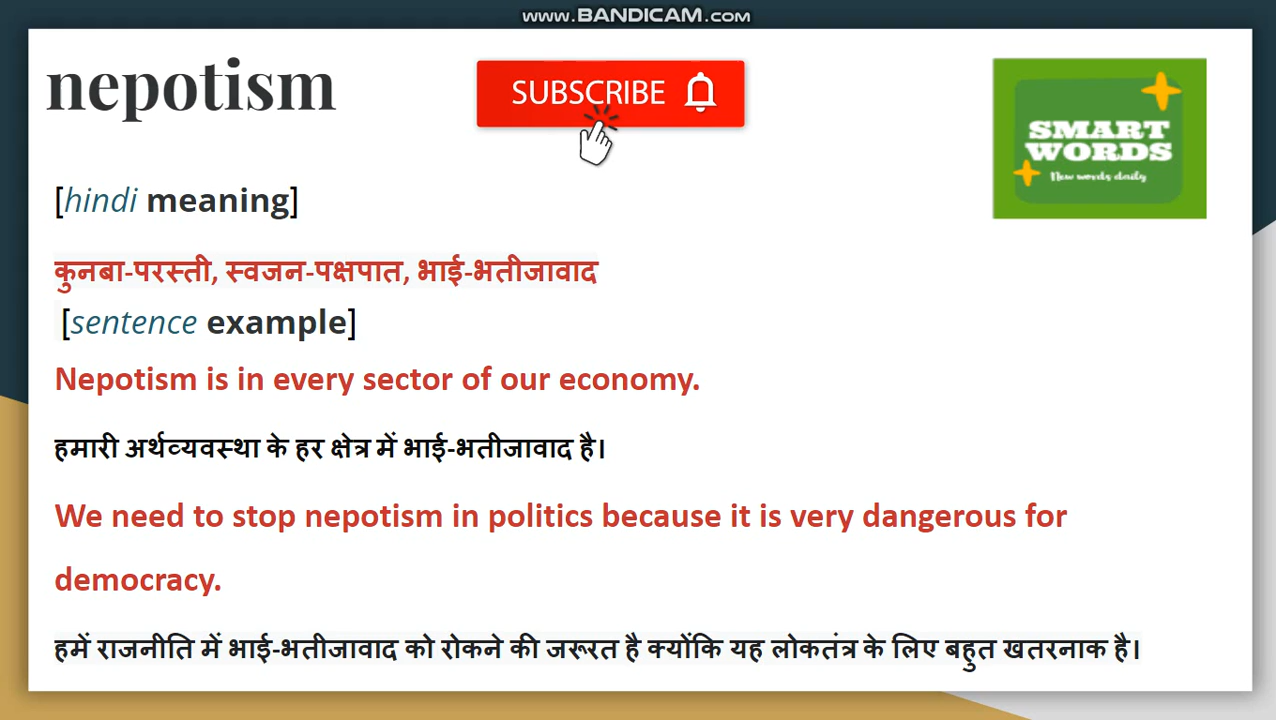 www.BANDICAM.com
nepotism
SUBSCRIBE
SMART
WORDS
New words daily
[hindi meaning]
कुनबा-परस्ती, स्वजन-पक्षपात, भाई-भतीजावाद
[sentence example]
Nepotism is in every sector of our economy.
हमारी अर्थव्यवस्था के हर क्षेत्र में भाई-भतीजावाद है।
We need to stop nepotism in politics because it is very dangerous for
democracy.
हमें राजनीति में भाई-भतीजावाद को रोकने की जरूरत है क्योंकि यह लोकतंत्र के लिए बहुत खतरनाक है।